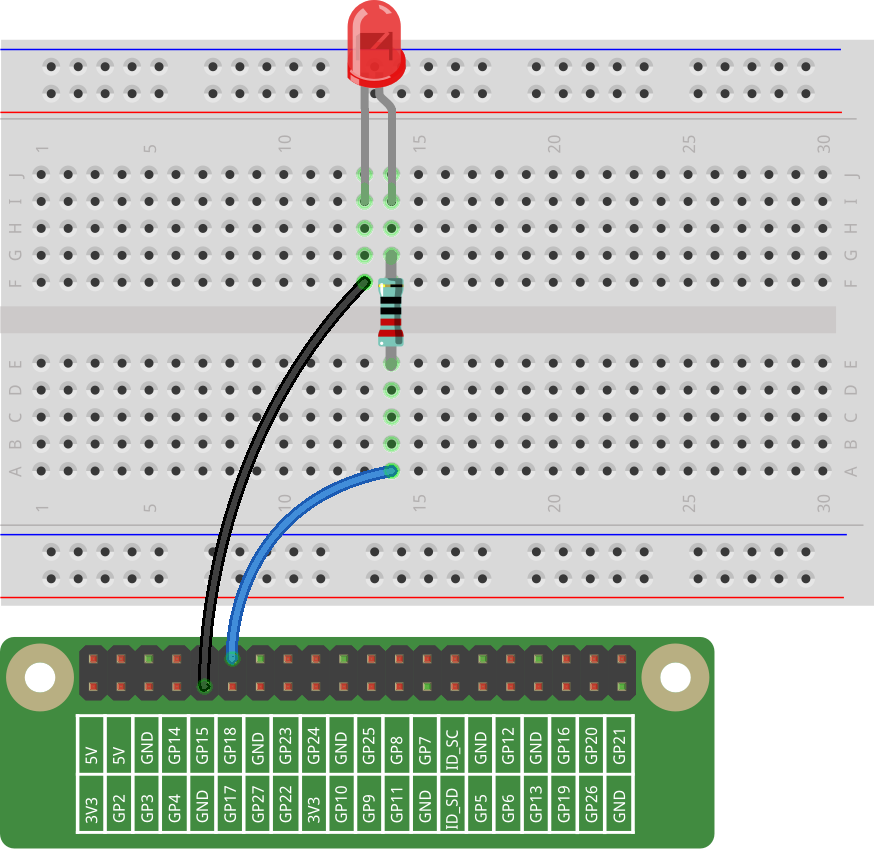 1 5 10 15 20 25 30
J J
I I
H H
G G
F F
E E
D D
C C
B B
A A
1 5 10 15 20 25 30
5V 5V GND GP14 GP15 GP18 GND GP23 GP24 GND GP25 GP8 GP7 ID_SC GND GP12 GND GP16 GP20 GP21
3V3 GP2 GP3 GP4 GND GP17 GP27 GP22 3V3 GP10 GP9 GP11 GND ID_SD GP5 GP6 GP13 GP19 GP26 GND